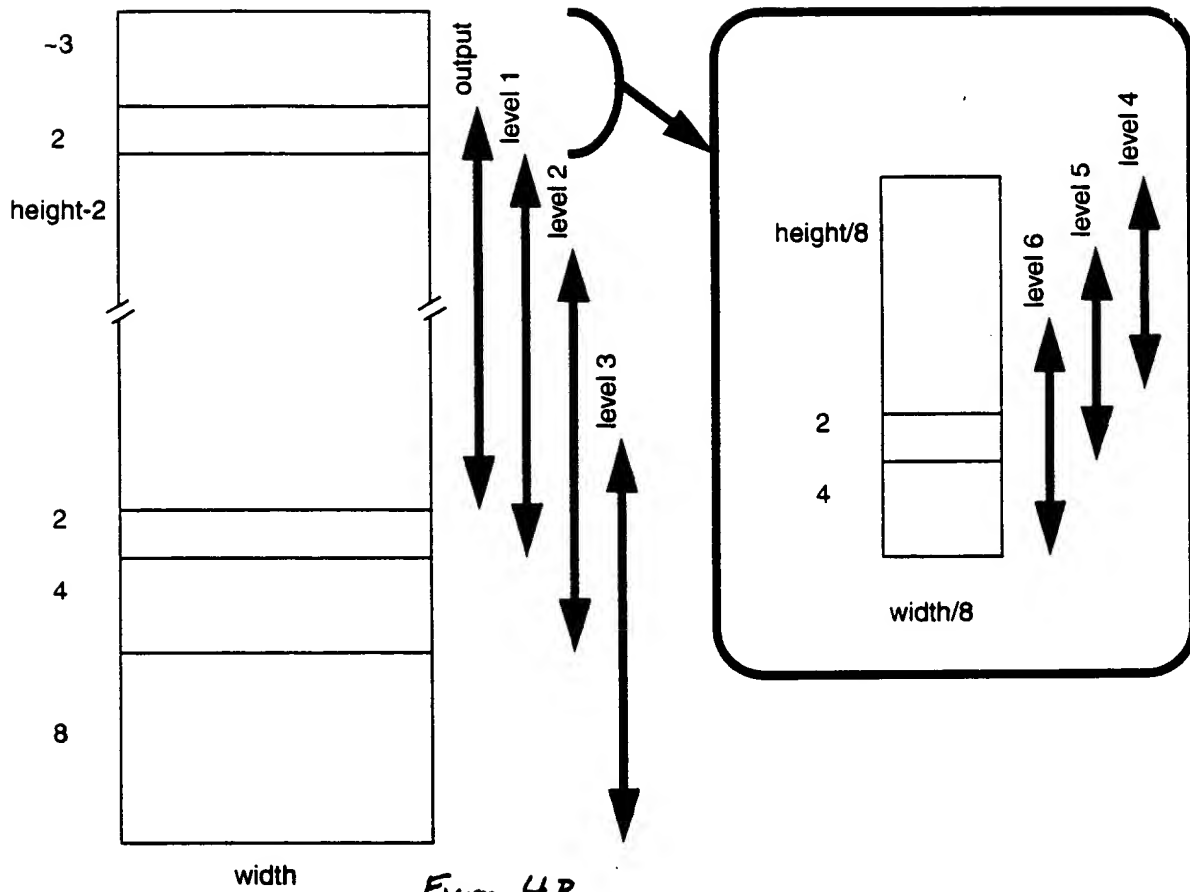 ~3
2
height-2
2
4
8
width
output
level 1
level 2
level 3
height/8
2
4
width/8
level 6
level 5
level 4
Figure 4B